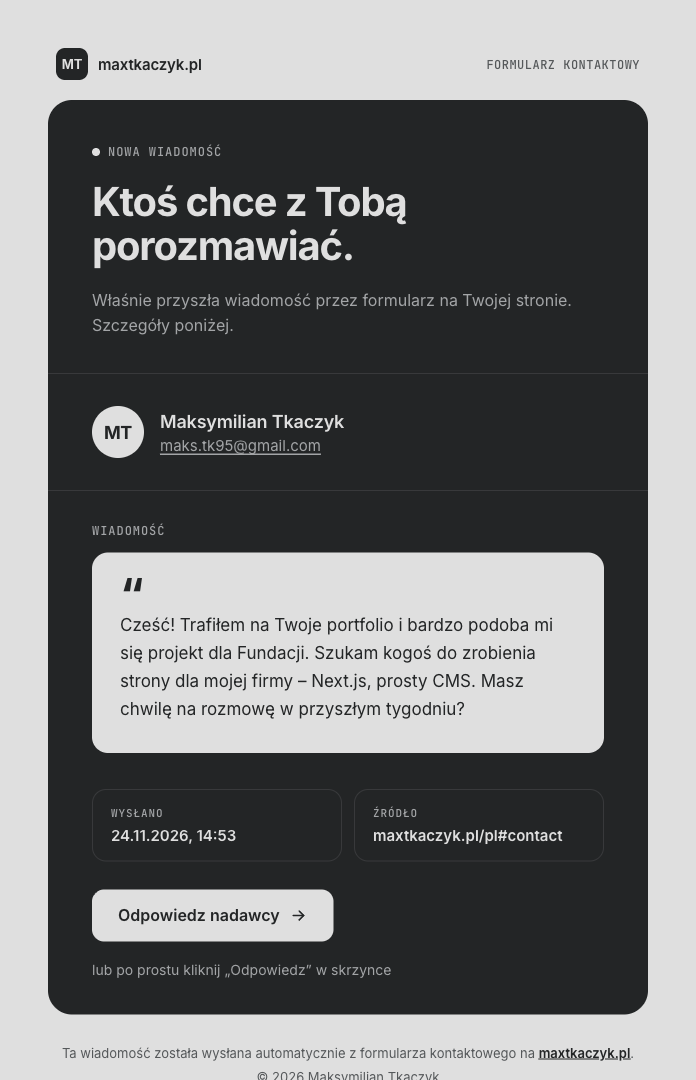 MT maxtkaczyk.pl FORMULARZ KONTAKTOWY
NOWA WIADOMOŚĆ
Ktoś chce z Tobą
porozmawiać.
Właśnie przyszła wiadomość przez formularz na Twojej stronie.
Szczegóły poniżej.
MT
Maksymilian Tkaczyk
maks.tk95@gmail.com
WIADOMOŚĆ
“
Cześć! Trafiłem na Twoje portfolio i bardzo podoba mi
się projekt dla Fundacji. Szukam kogoś do zrobienia
strony dla mojej firmy – Next.js, prosty CMS. Masz
chwilę na rozmowę w przyszłym tygodniu?
WYSŁANO
24.11.2026, 14:53
ŹRÓDŁO
maxtkaczyk.pl/pl#contact
Odpowiedz nadawcy →
lub po prostu kliknij „Odpowiedz” w skrzynce
Ta wiadomość została wysłana automatycznie z formularza kontaktowego na maxtkaczyk.pl.
© 2026 Maksymilian Tkaczyk